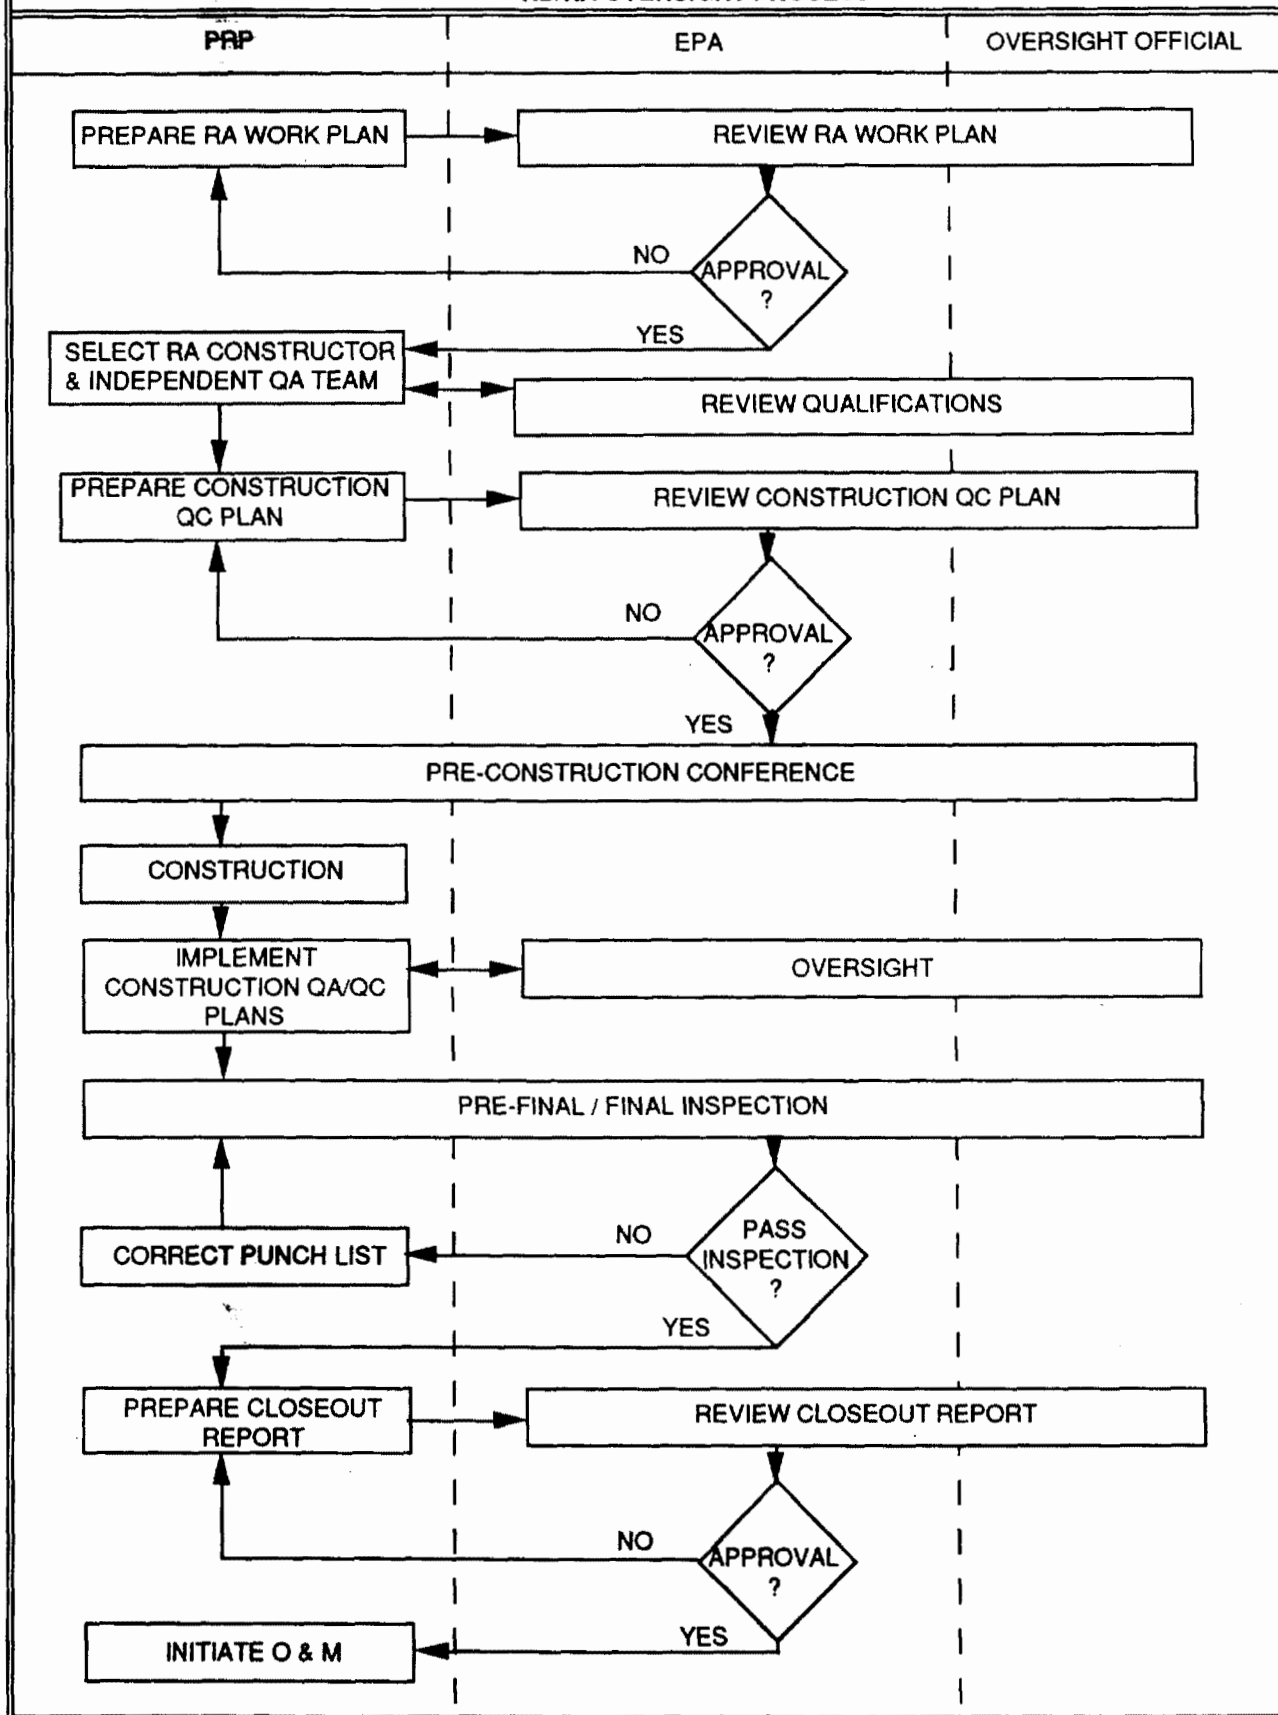 PRP
EPA
OVERSIGHT OFFICIAL
PREPARE RA WORK PLAN
REVIEW RA WORK PLAN
NO
APPROVAL
?
YES
SELECT RA CONSTRUCTOR
& INDEPENDENT QA TEAM
REVIEW QUALIFICATIONS
PREPARE CONSTRUCTION
QC PLAN
REVIEW CONSTRUCTION QC PLAN
NO
APPROVAL
?
YES
PRE-CONSTRUCTION CONFERENCE
CONSTRUCTION
IMPLEMENT
CONSTRUCTION QA/QC
PLANS
OVERSIGHT
PRE-FINAL / FINAL INSPECTION
NO
PASS
INSPECTION
?
CORRECT PUNCH LIST
YES
PREPARE CLOSEOUT
REPORT
REVIEW CLOSEOUT REPORT
NO
APPROVAL
?
YES
INITIATE O & M